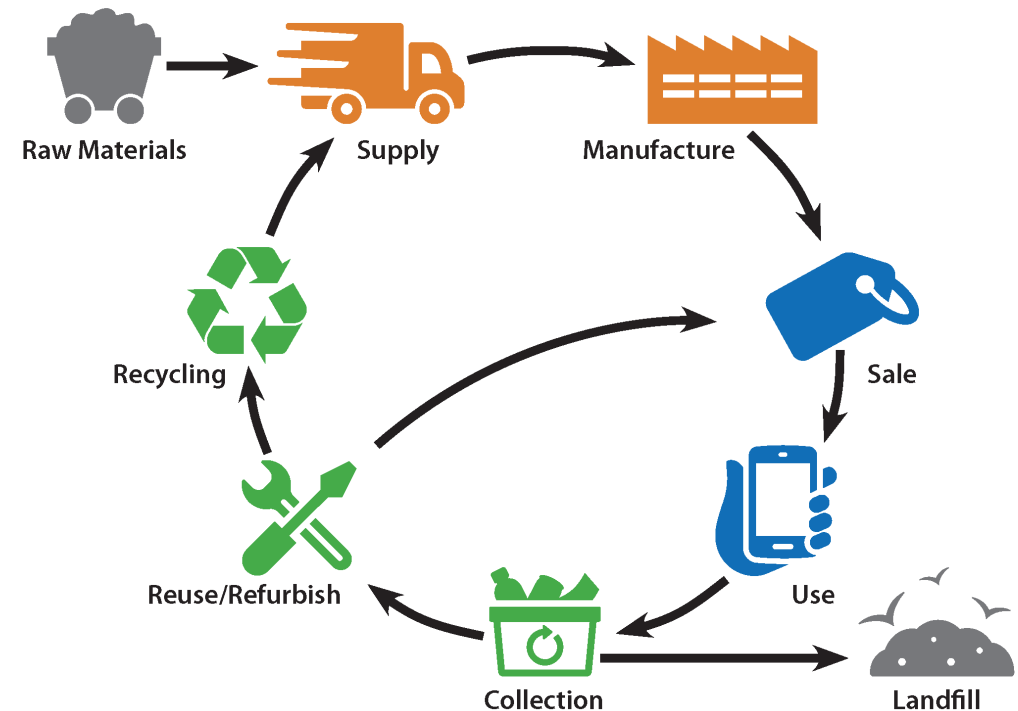 Raw Materials
Supply
Manufacture
Recycling
Sale
Reuse/Refurbish
Use
Collection
Landfill